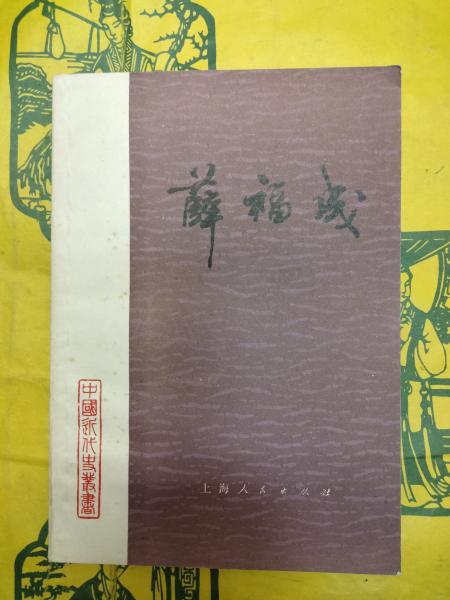 薛福成
中國近代史叢書
上海人民出版社